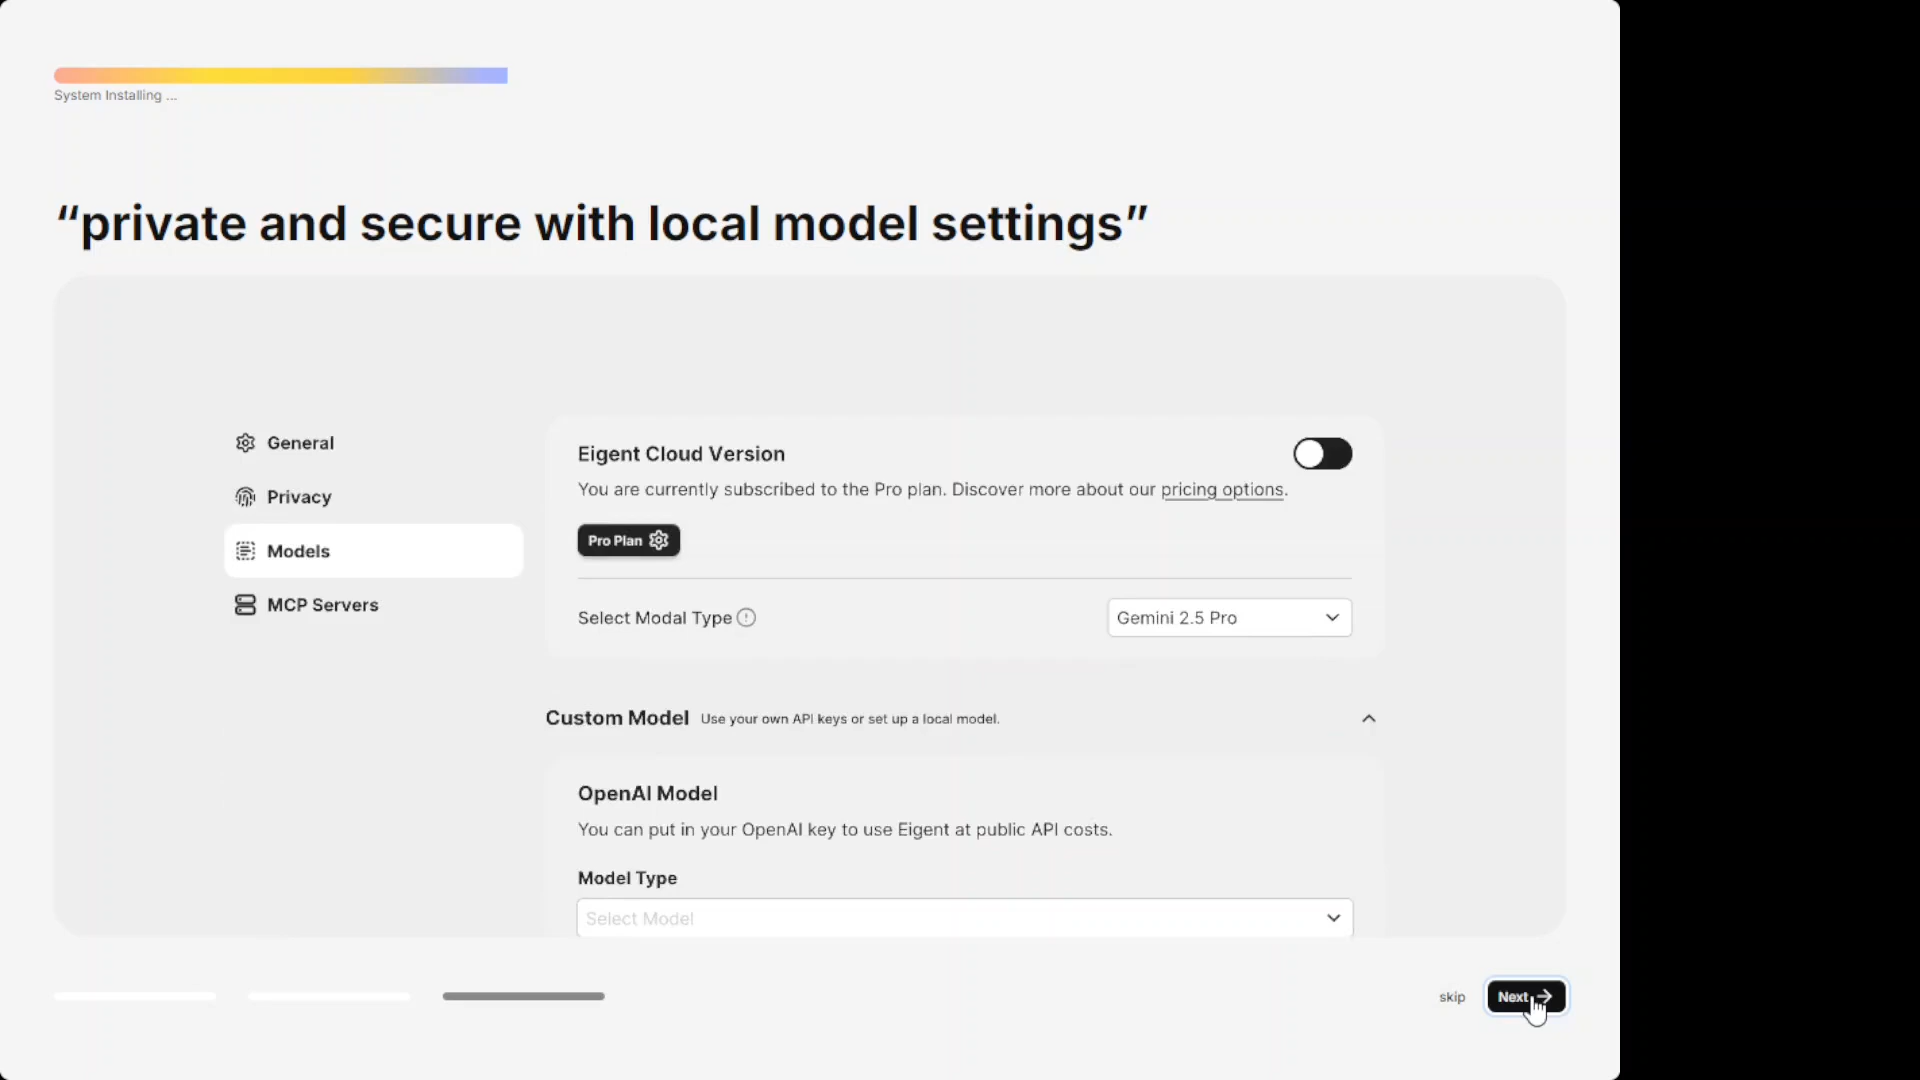 System Installing ...
“private and secure with local model settings”
General
Privacy
Models
MCP Servers
Eigent Cloud Version
You are currently subscribed to the Pro plan. Discover more about our pricing options.
Pro Plan
Select Modal Type
Gemini 2.5 Pro
Custom Model Use your own API keys or set up a local model.
OpenAI Model
You can put in your OpenAI key to use Eigent at public API costs.
Model Type
Select Model
skip
Next